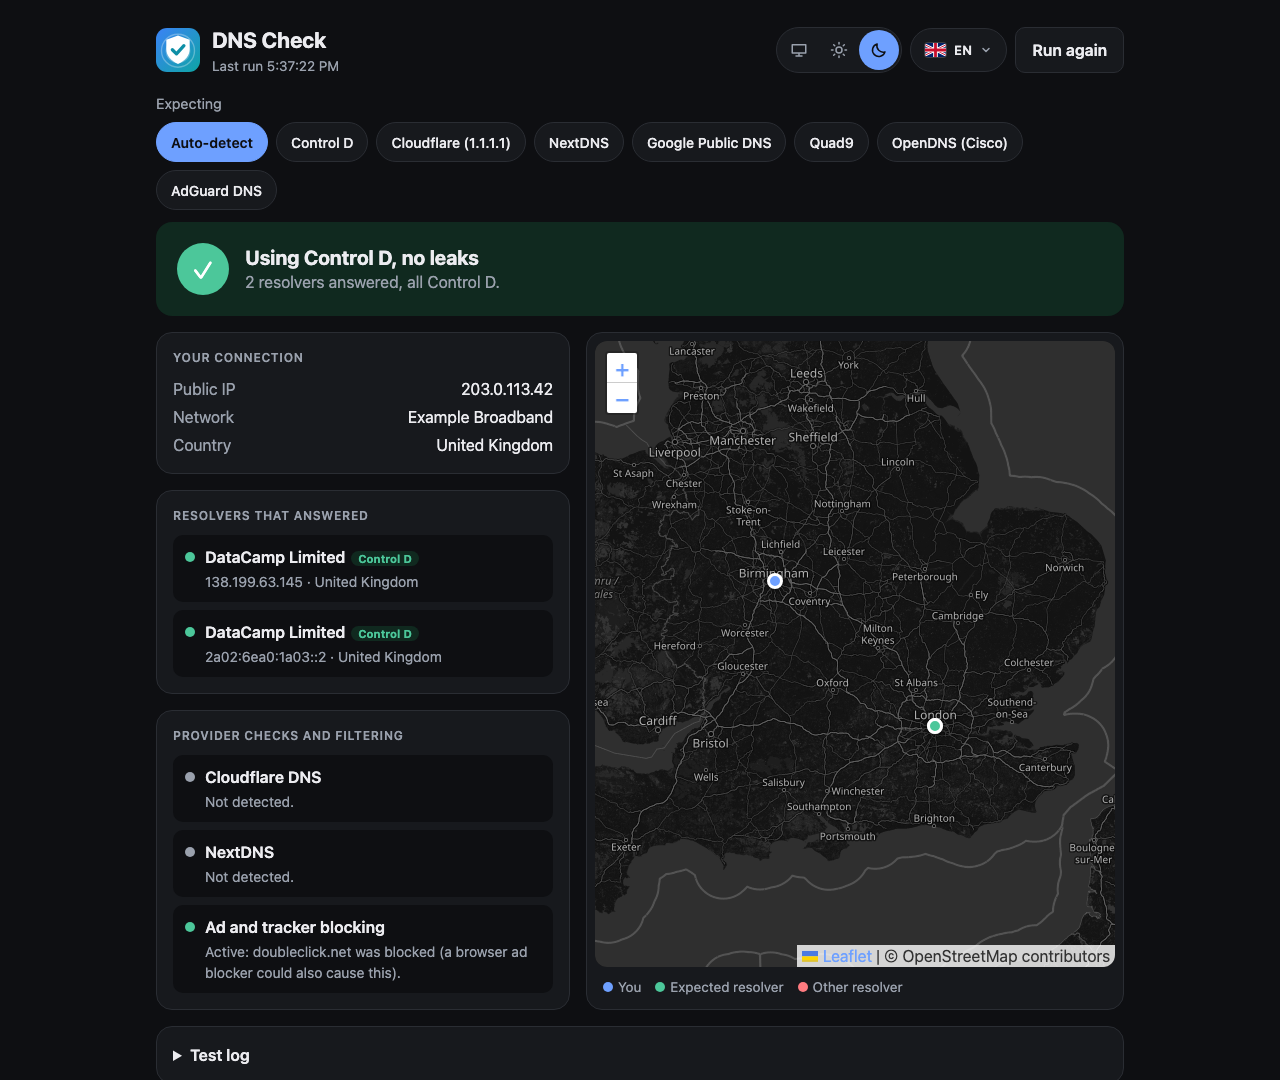 DNS Check
Last run 5:37:22 PM
EN
Run again
Expecting
Auto-detect
Control D
Cloudflare (1.1.1.1)
NextDNS
Google Public DNS
Quad9
OpenDNS (Cisco)
AdGuard DNS
Using Control D, no leaks
2 resolvers answered, all Control D.
YOUR CONNECTION
Public IP 203.0.113.42
Network Example Broadband
Country United Kingdom
RESOLVERS THAT ANSWERED
DataCamp Limited Control D
138.199.63.145 · United Kingdom
DataCamp Limited Control D
2a02:6ea0:1a03::2 · United Kingdom
PROVIDER CHECKS AND FILTERING
Cloudflare DNS
Not detected.
NextDNS
Not detected.
Ad and tracker blocking
Active: doubleclick.net was blocked (a browser ad
blocker could also cause this).
+
−
Lancaster
York
Leeds
Preston
Hull
Wakefield
Manchester
Sheffield
Liverpool
Lincoln
St Asaph
Chester
Wrexham
Stoke-on-
Trent
Nottingham
Lichfield
Leicester
Birmingham
Peterborough
Norwich
nru /
ales
Coventry
Ely
Cambridge
Worcester
Milton
Keynes
Hereford
Gloucester
Colchester
Oxford
St Albans
sea
Cardiff
London
Southend-
on-Sea
Bristol
Wells
Salisbury
Canterbury
Winchester
Southampton
Ca
Brighton
Portsmouth
Exeter
Boulogne
sur-Mer
Leaflet | © OpenStreetMap contributors
You
Expected resolver
Other resolver
Test log